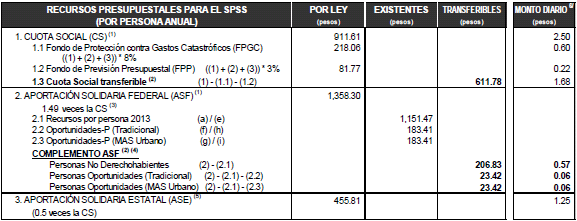 RECURSOS PRESUPUESTALES PARA EL SPSS (POR PERSONA ANUAL) POR LEY (pesos) EXISTENTES (pesos) TRANSFERIBLES (pesos) MONTO DIARIO 6/ (pesos)
1. CUOTA SOCIAL (CS) (1) 911.61 2.50
1.1 Fondo de Protección contra Gastos Catastróficos (FPGC) 218.06 0.60
((1) + (2) + (3)) * 8%
1.2 Fondo de Previsión Presupuestal (FPP) ((1) + (2) + (3)) * 3% 81.77 0.22
1.3 Cuota Social transferible (2) (1) - (1.1) - (1.2) 611.78 1.68
2. APORTACIÓN SOLIDARIA FEDERAL (ASF) (1) 1,358.30
1.49 veces la CS (3)
2.1 Recursos por persona 2013 (a) / (e) 1,151.47
2.2 Oportunidades-P (Tradicional) (f) / (h) 183.41
2.3 Oportunidades-P (MAS Urbano) (g) / (i) 183.41
COMPLEMENTO ASF (2) (4)
Personas No Derechohabientes (2) - (2.1) 206.83 0.57
Personas Oportunidades (Tradicional) (2) - (2.1) - (2.2) 23.42 0.06
Personas Oportunidades (MAS Urbano) (2) - (2.1) - (2.3) 23.42 0.06
3. APORTACIÓN SOLIDARIA ESTATAL (ASE) (5) 455.81 1.25
(0.5 veces la CS)